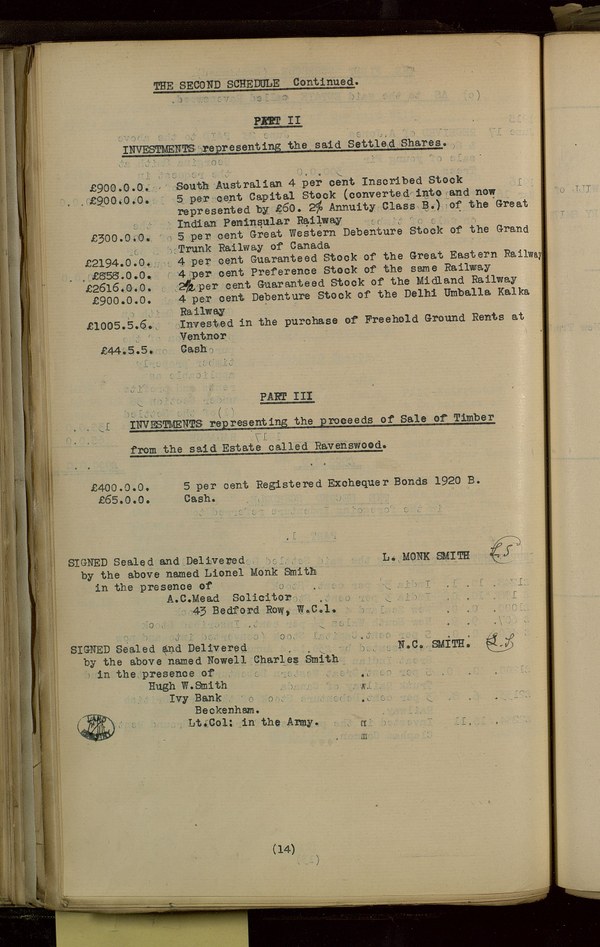 THE SECOND SCHEDULE Continued.
PART II
INVESTMENTS representing the said Settled Shares.
£900.0.0. South Australian 4 per cent Inscribed Stock
£900.0.0. 5 per cent Capital Stock (converted into and now
represented by £60. 2% Annuity Class B.) of the Great
Indian Peninsular Railway
£300.0.0. 5 per cent Great Western Debenture Stock of the Grand
Trunk Railway of Canada
£2194.0.0. 4 per cent Guaranteed Stock of the Great Eastern Railway
£858.0.0. 4 per cent Preference Stock of the same Railway
£2616.0.0. 2½ per cent Guaranteed Stock of the Midland Railway
£900.0.0. 4 per cent Debenture Stock of the Delhi Umballa Kalka
Railway
£1005.5.6. Invested in the purchase of Freehold Ground Rents at
Ventnor
£44.5.5. Cash
PART III
INVESTMENTS representing the proceeds of Sale of Timber
from the said Estate called Ravenswood.
£400.0.0. 5 per cent Registered Exchequer Bonds 1920 B.
£65.0.0. Cash.
SIGNED Sealed and Delivered L. MONK SMITH L.S
by the above named Lionel Monk Smith
in the presence of
A.C.Mead Solicitor
43 Bedford Row, W.C.1.
SIGNED Sealed and Delivered N.C. SMITH. L.S
by the above named Nowell Charles Smith
in the presence of
Hugh W.Smith
Ivy Bank
Beckenham.
Lt.Col: in the Army.
LAND
REGISTRY
(14)